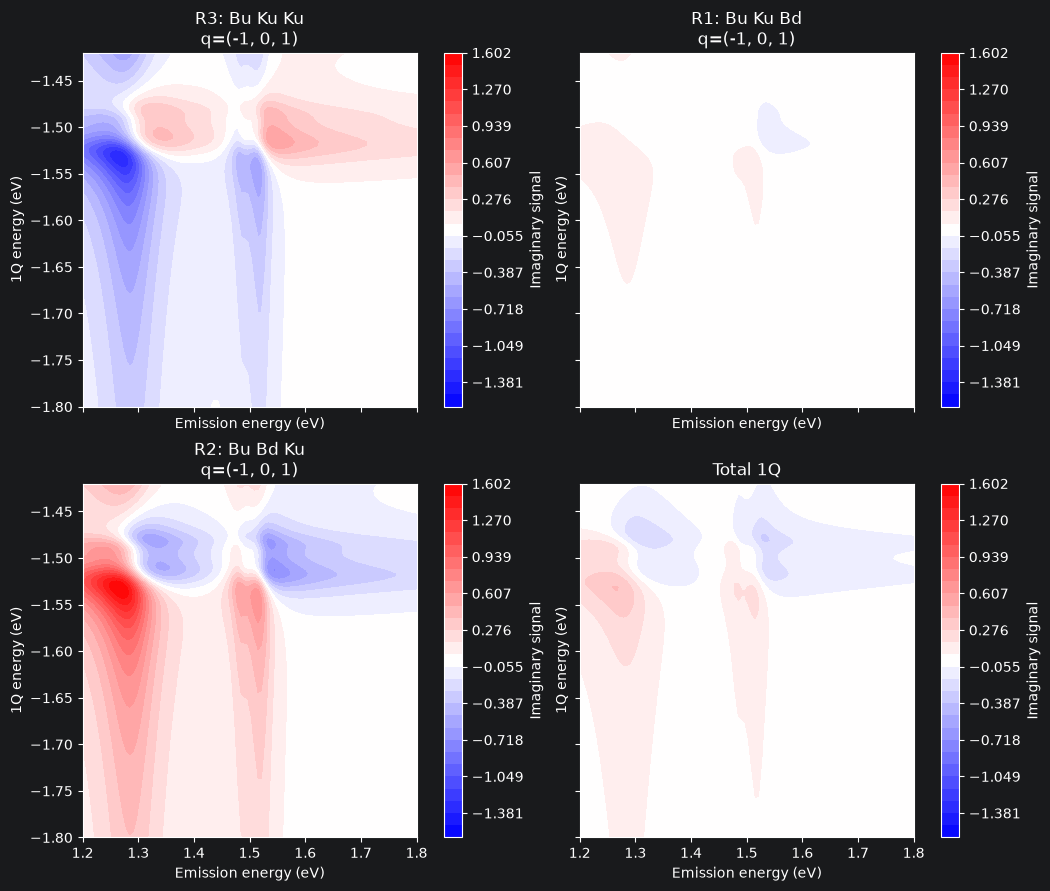 R3: Bu Ku Ku
q=(-1, 0, 1)
−1.45
−1.50
−1.55
−1.60
−1.65
−1.70
−1.75
−1.80
1Q energy (eV)
Emission energy (eV)
1.602
1.270
0.939
0.607
0.276
−0.055
−0.387
−0.718
−1.049
−1.381
Imaginary signal
R1: Bu Ku Bd
q=(-1, 0, 1)
1Q energy (eV)
Emission energy (eV)
1.602
1.270
0.939
0.607
0.276
−0.055
−0.387
−0.718
−1.049
−1.381
Imaginary signal
R2: Bu Bd Ku
q=(-1, 0, 1)
−1.45
−1.50
−1.55
−1.60
−1.65
−1.70
−1.75
−1.80
1Q energy (eV)
1.2 1.3 1.4 1.5 1.6 1.7 1.8
Emission energy (eV)
1.602
1.270
0.939
0.607
0.276
−0.055
−0.387
−0.718
−1.049
−1.381
Imaginary signal
Total 1Q
1Q energy (eV)
1.2 1.3 1.4 1.5 1.6 1.7 1.8
Emission energy (eV)
1.602
1.270
0.939
0.607
0.276
−0.055
−0.387
−0.718
−1.049
−1.381
Imaginary signal